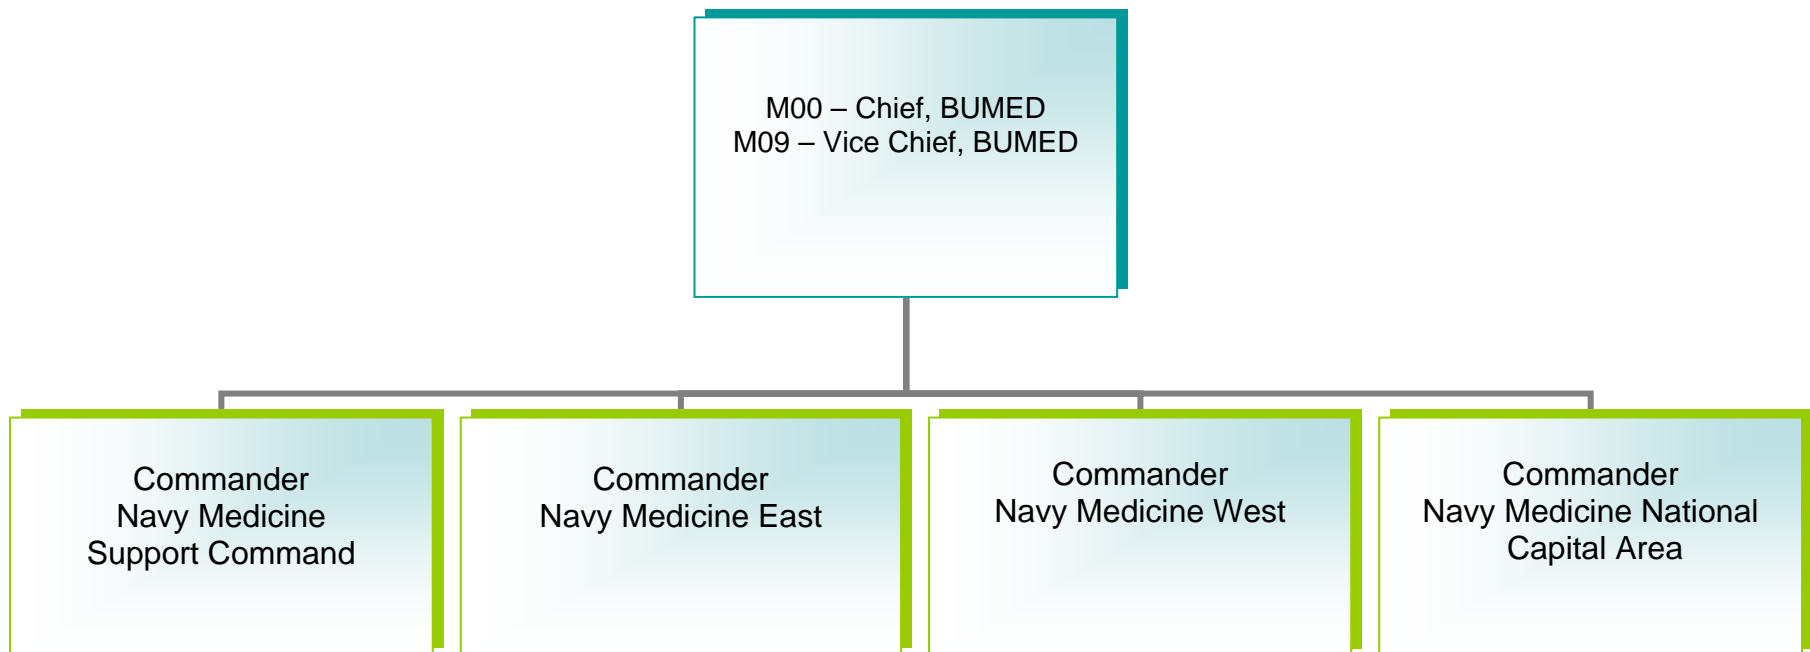 M00 – Chief, BUMED
M09 – Vice Chief, BUMED
Commander
Navy Medicine
Support Command
Commander
Navy Medicine East
Commander
Navy Medicine West
Commander
Navy Medicine National
Capital Area